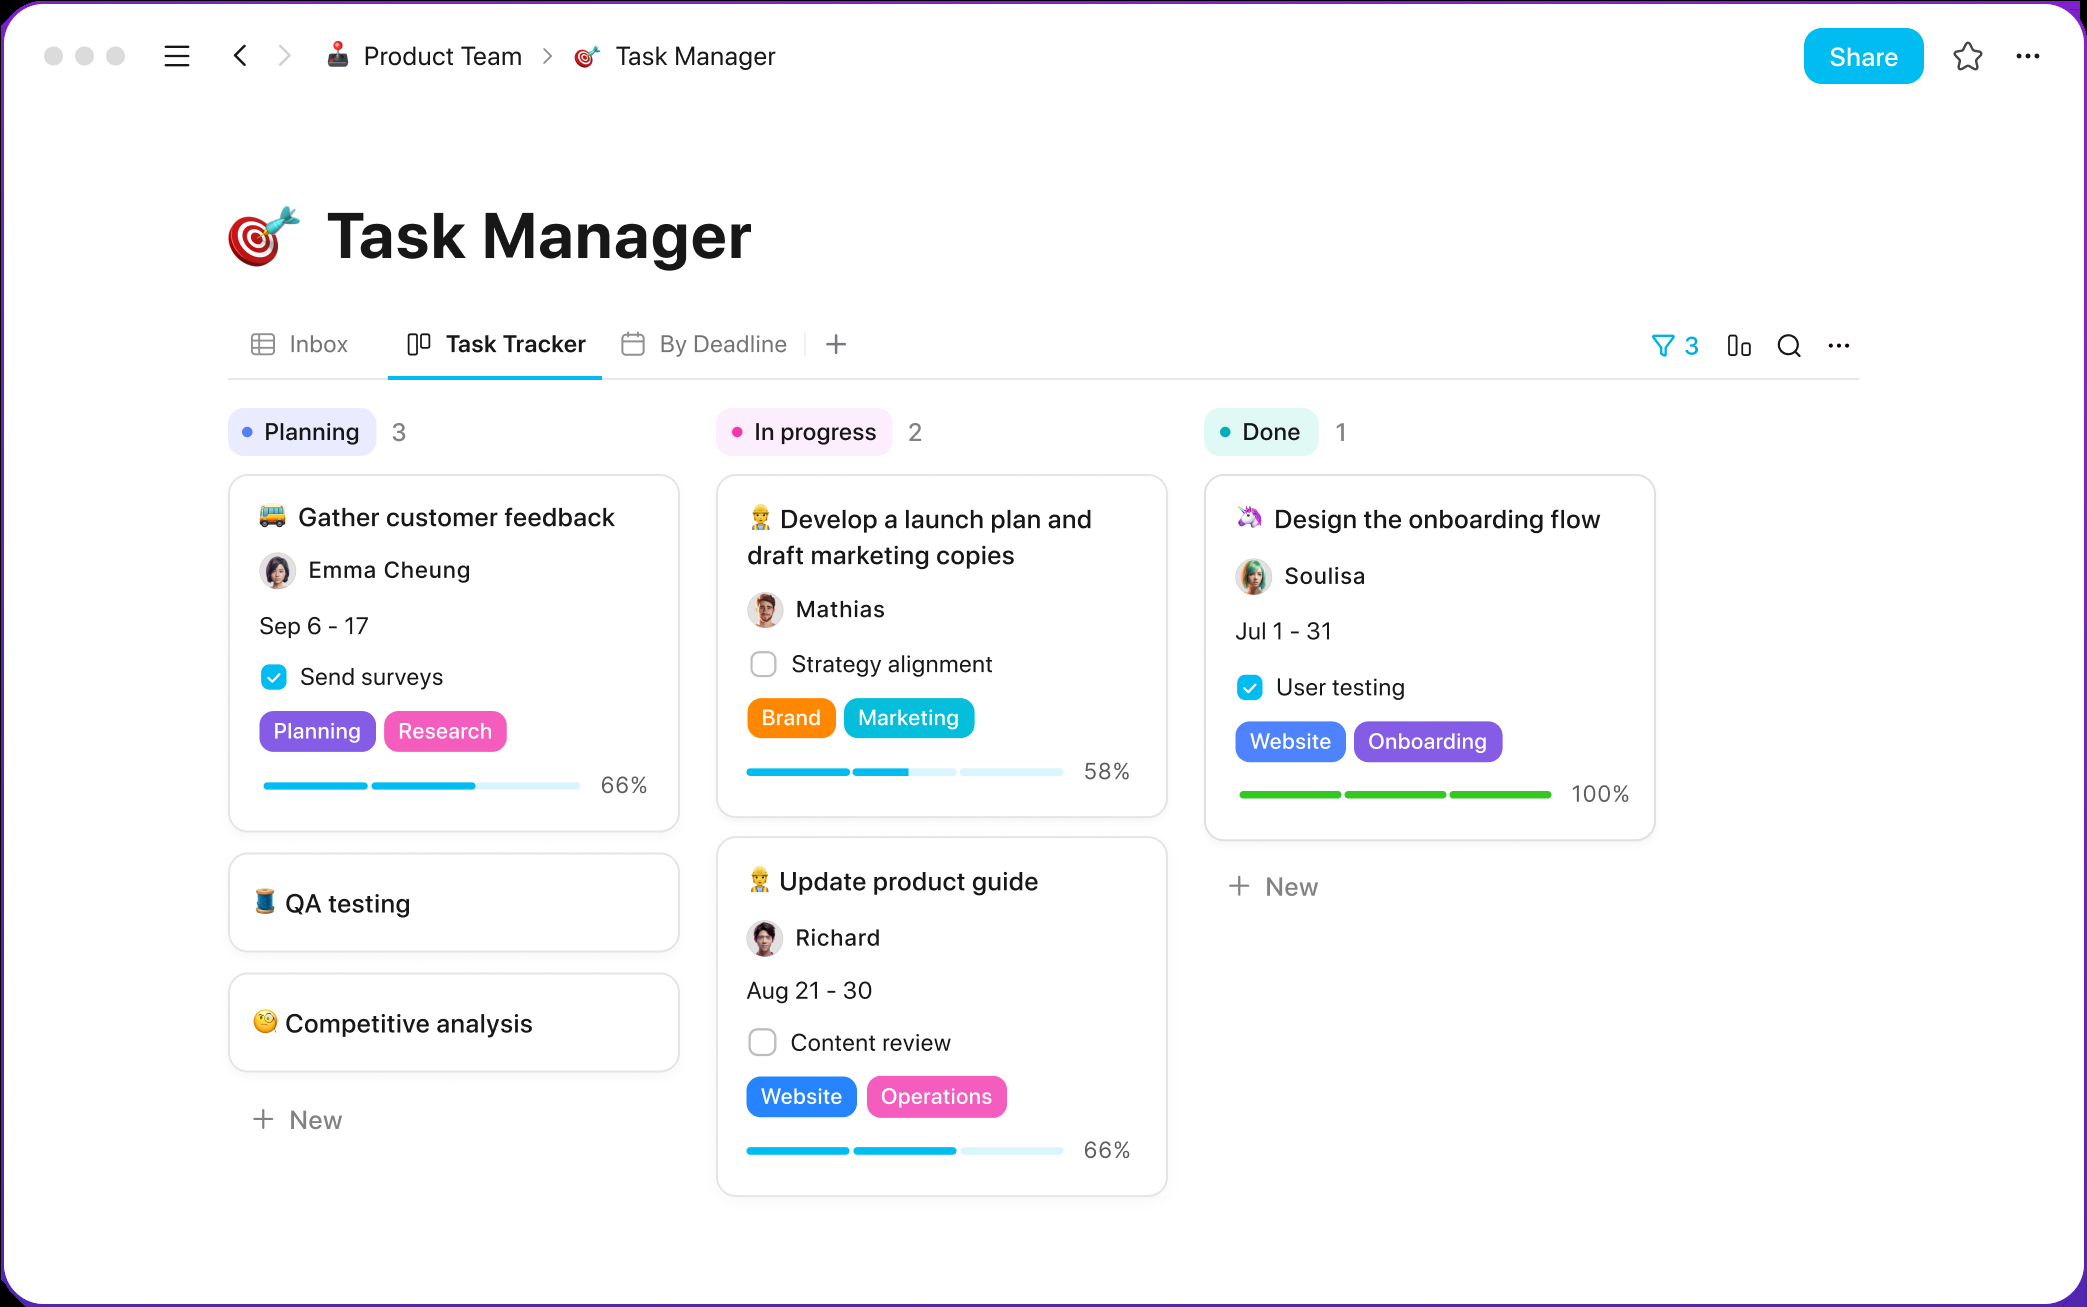 Product Team
Task Manager
Share
Task Manager
Inbox
Task Tracker
By Deadline
3
Planning 3
Gather customer feedback
Emma Cheung
Sep 6 - 17
Send surveys
Planning
Research
66%
QA testing
Competitive analysis
New
In progress 2
Develop a launch plan and
draft marketing copies
Mathias
Strategy alignment
Brand
Marketing
58%
Update product guide
Richard
Aug 21 - 30
Content review
Website
Operations
66%
Done 1
Design the onboarding flow
Soulisa
Jul 1 - 31
User testing
Website
Onboarding
100%
New